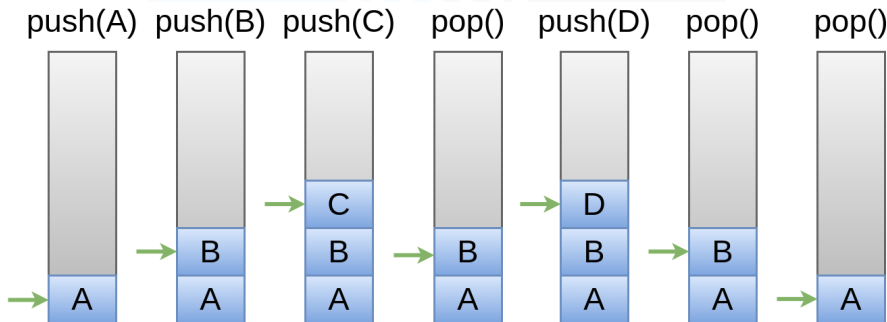 push(A) push(B) push(C) pop() push(D) pop() pop()
C D
B B B B B
A A A A A A A